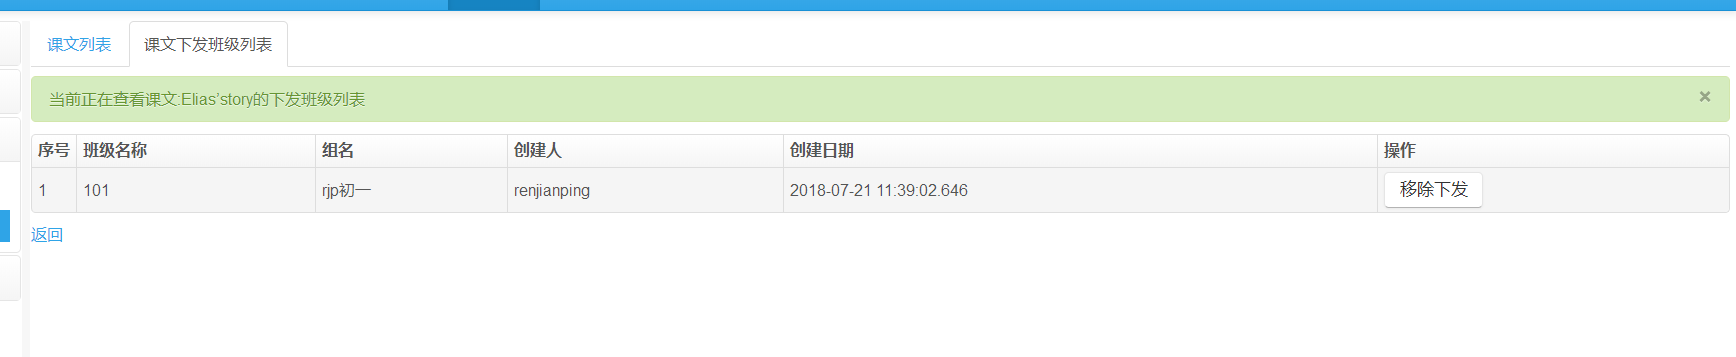 课文列表 课文下发班级列表
当前正在查看课文:Elias'story的下发班级列表 ×
序号 班级名称 组名 创建人 创建日期 操作
1 101 rjp初一 renjianping 2018-07-21 11:39:02.646 移除下发
返回